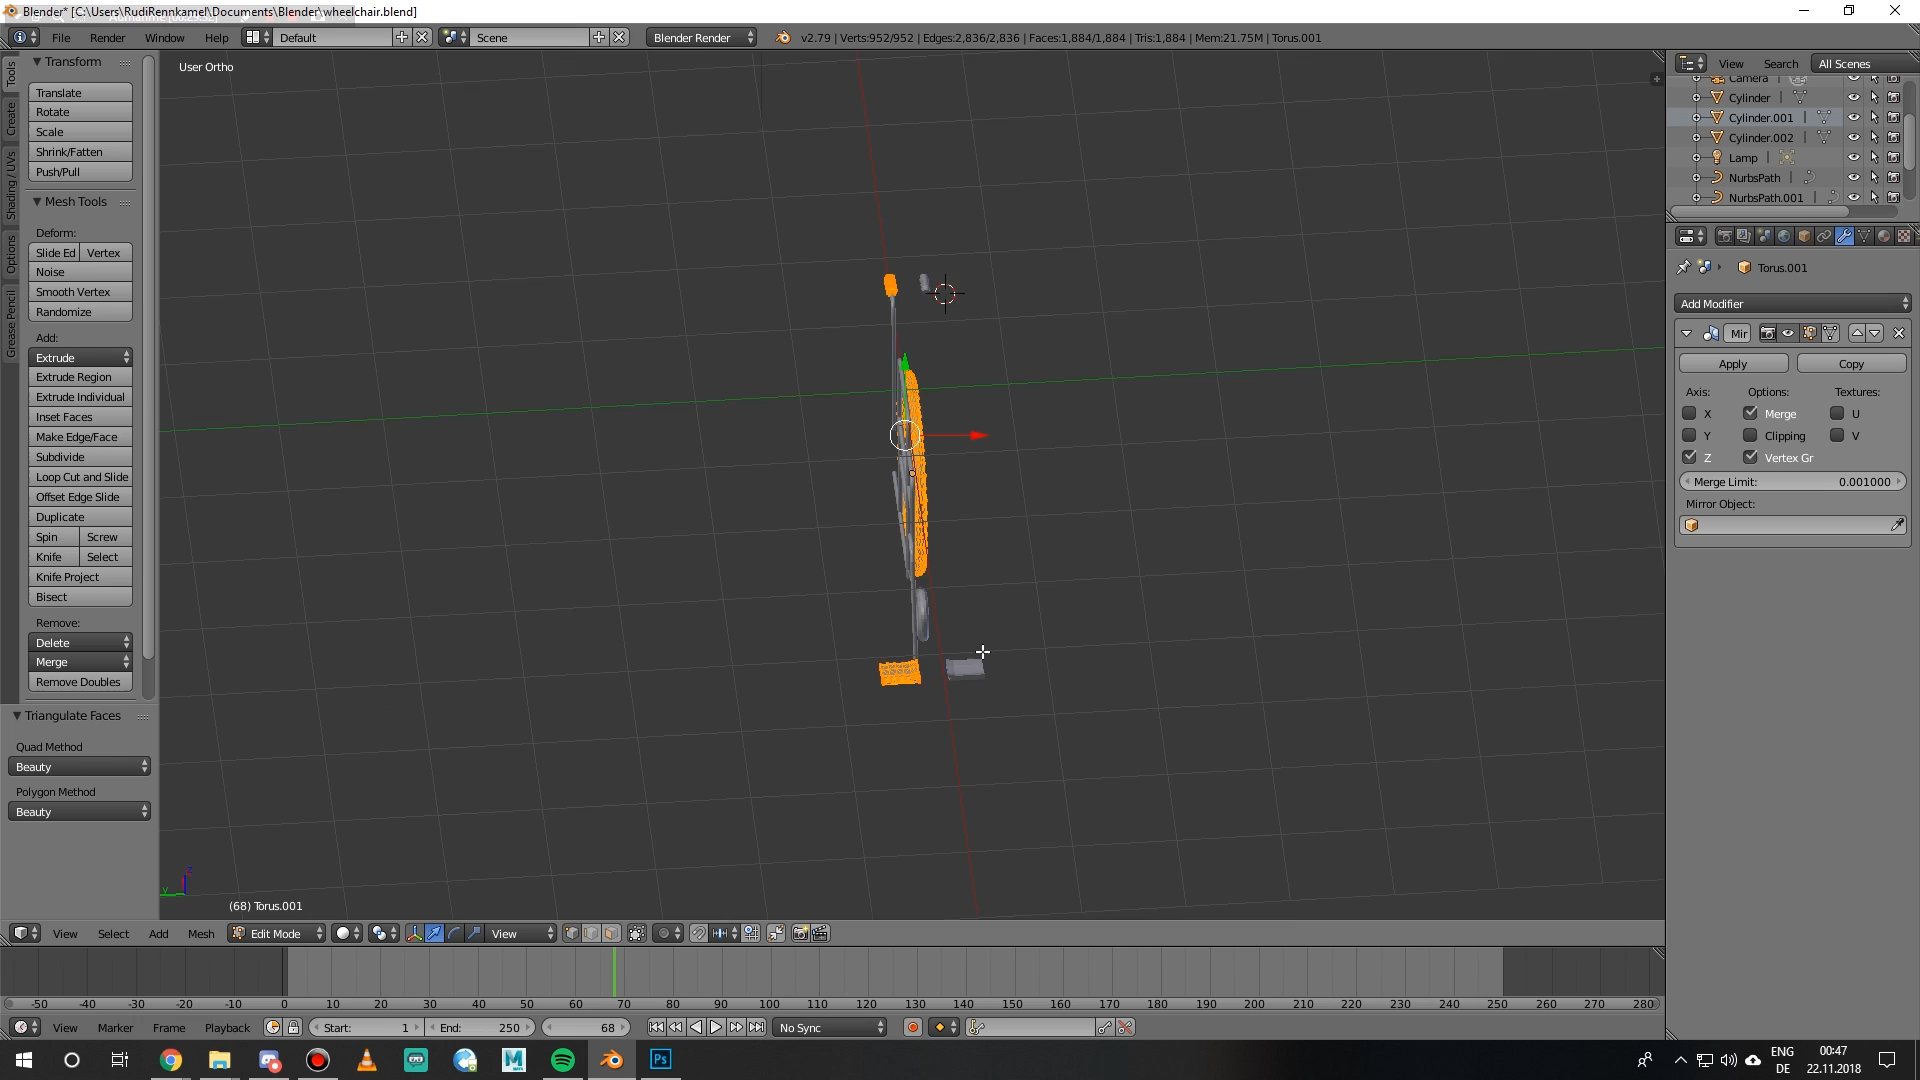 Blender* [C:\Users\RudiRennkamel\Documents\Blender\wheelchair.blend]
File Render Window Help Default Scene Blender Render v2.79 | Verts:952/952 | Edges:2,836/2,836 | Faces:1,884/1,884 | Tris:1,884 | Mem:21.75M | Torus.001
Tools
Create
Shading / UVs
Options
Grease Pencil
Transform
Translate
Rotate
Scale
Shrink/Fatten
Push/Pull
Mesh Tools
Deform:
Slide Ed Vertex
Noise
Smooth Vertex
Randomize
Add:
Extrude
Extrude Region
Extrude Individual
Inset Faces
Make Edge/Face
Subdivide
Loop Cut and Slide
Offset Edge Slide
Duplicate
Spin Screw
Knife Select
Knife Project
Bisect
Remove:
Delete
Merge
Remove Doubles
Triangulate Faces
Quad Method
Beauty
Polygon Method
Beauty
User Ortho
z
y
(68) Torus.001
View Select Add Mesh Edit Mode View
View Search All Scenes
Camera
Cylinder
Cylinder.001
Cylinder.002
Lamp
NurbsPath
NurbsPath.001
Torus.001
Add Modifier
Mir
Apply Copy
Axis: Options: Textures:
X Merge U
Y Clipping V
Z Vertex Gr
Merge Limit: 0.001000
Mirror Object:
-50 -40 -30 -20 -10 0 10 20 30 40 50 60 70 80 90 100 110 120 130 140 150 160 170 180 190 200 210 220 230 240 250 260 270 280
View Marker Frame Playback Start: 1 End: 250 68 No Sync
M
Ps
ENG
DE
00:47
22.11.2018